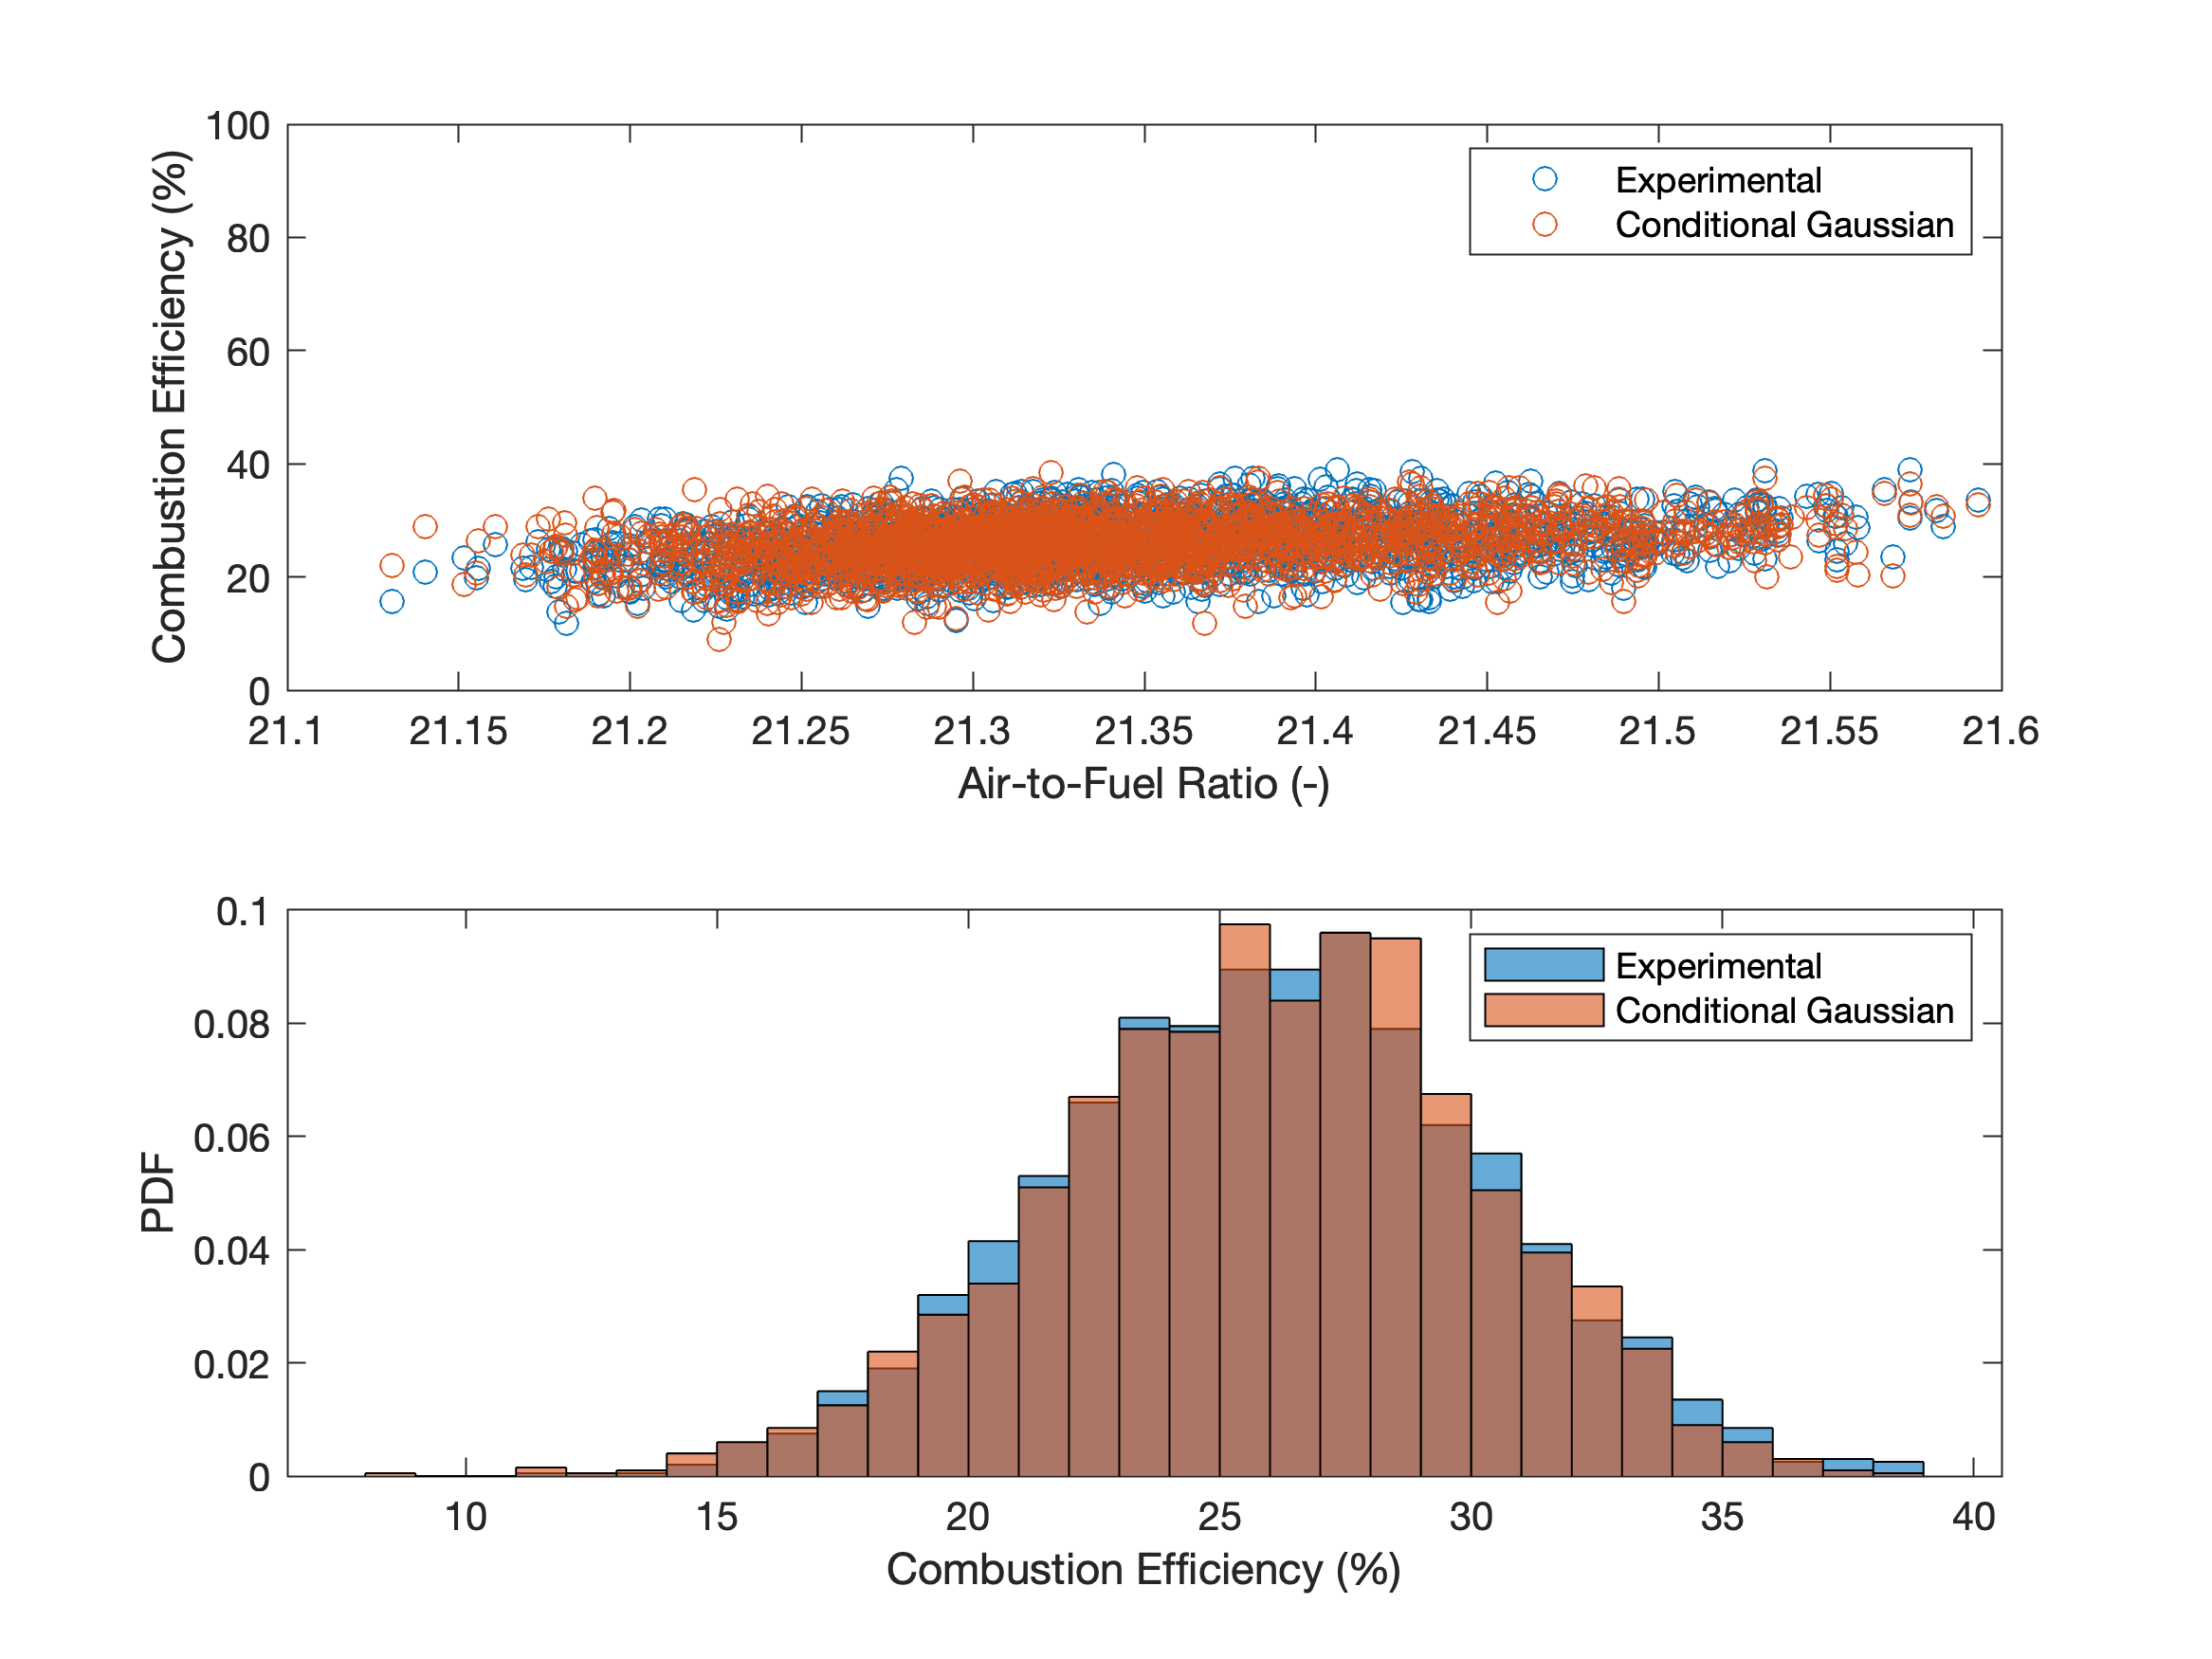 100
80
60
40
20
0
Combustion Efficiency (%)
Experimental
Conditional Gaussian
21.1 21.15 21.2 21.25 21.3 21.35 21.4 21.45 21.5 21.55 21.6
Air-to-Fuel Ratio (-)
0.1
0.08
0.06
0.04
0.02
0
PDF
Experimental
Conditional Gaussian
10 15 20 25 30 35 40
Combustion Efficiency (%)